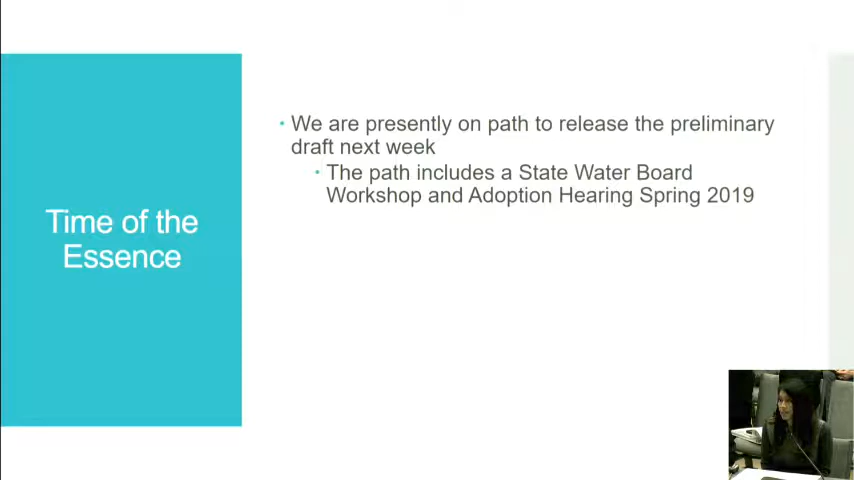 Time of the
Essence
• We are presently on path to release the preliminary
draft next week
• The path includes a State Water Board
Workshop and Adoption Hearing Spring 2019